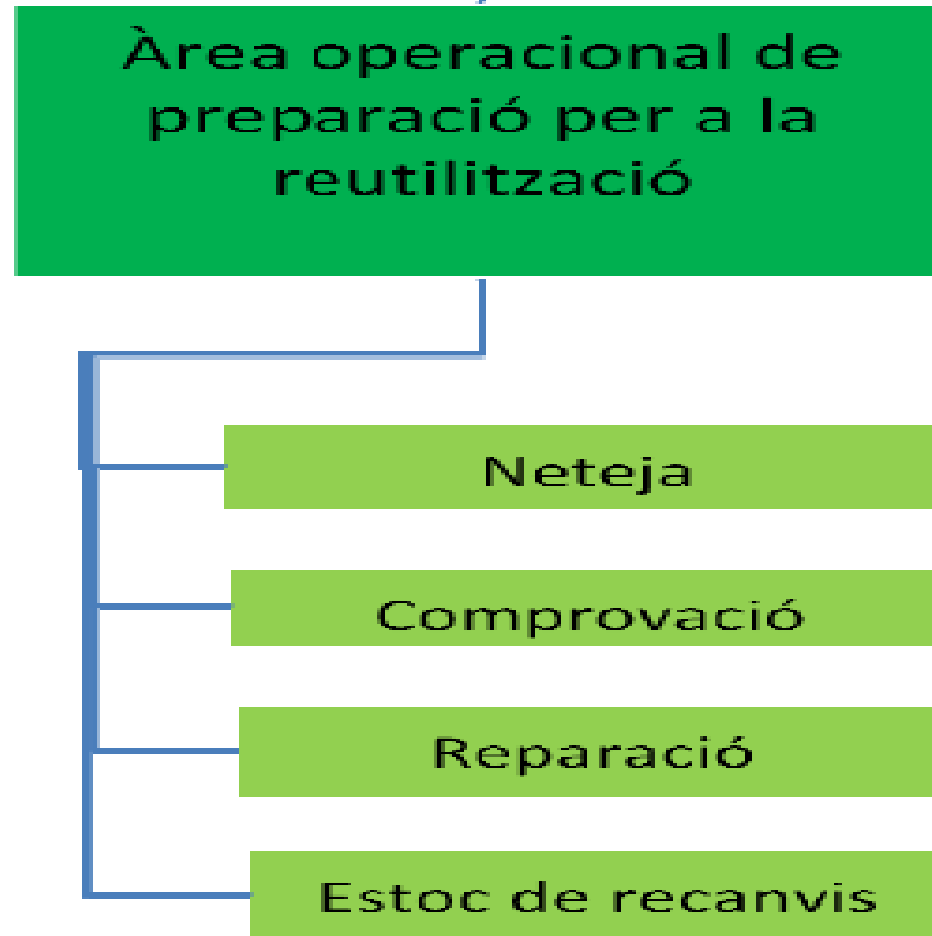 Àrea operacional de
preparació per a la
reutilització
Neteja
Comprovació
Reparació
Estoc de recanvis